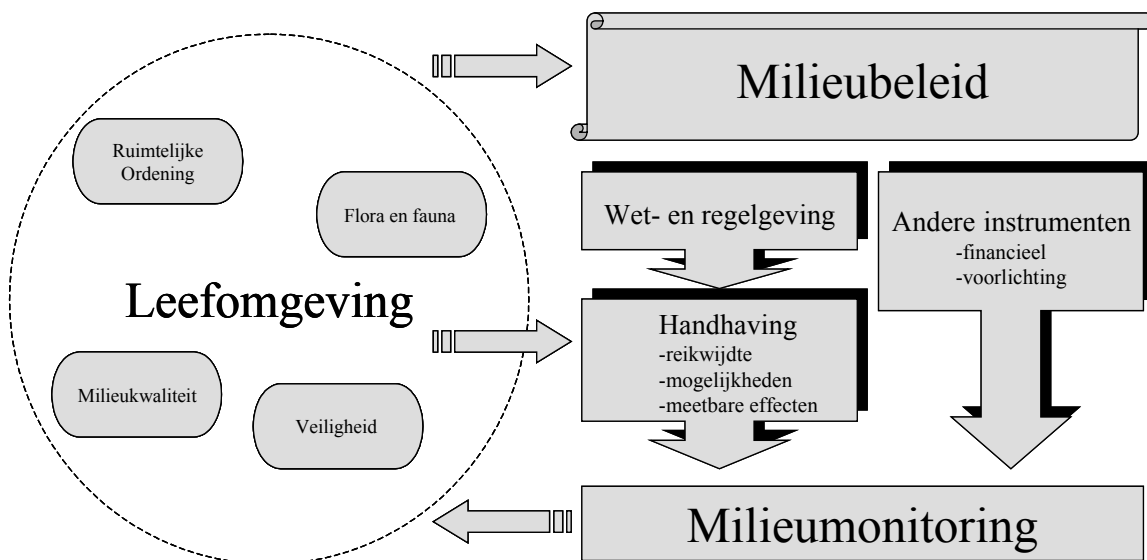 Milieubeleid
Ruimtelijke
Ordening
Flora en fauna
Leefomgeving
Milieukwaliteit
Veiligheid
Wet- en regelgeving
Handhaving
-reikwijdte
-mogelijkheden
-meetbare effecten
Andere instrumenten
-financieel
-voorlichting
Milieumonitoring